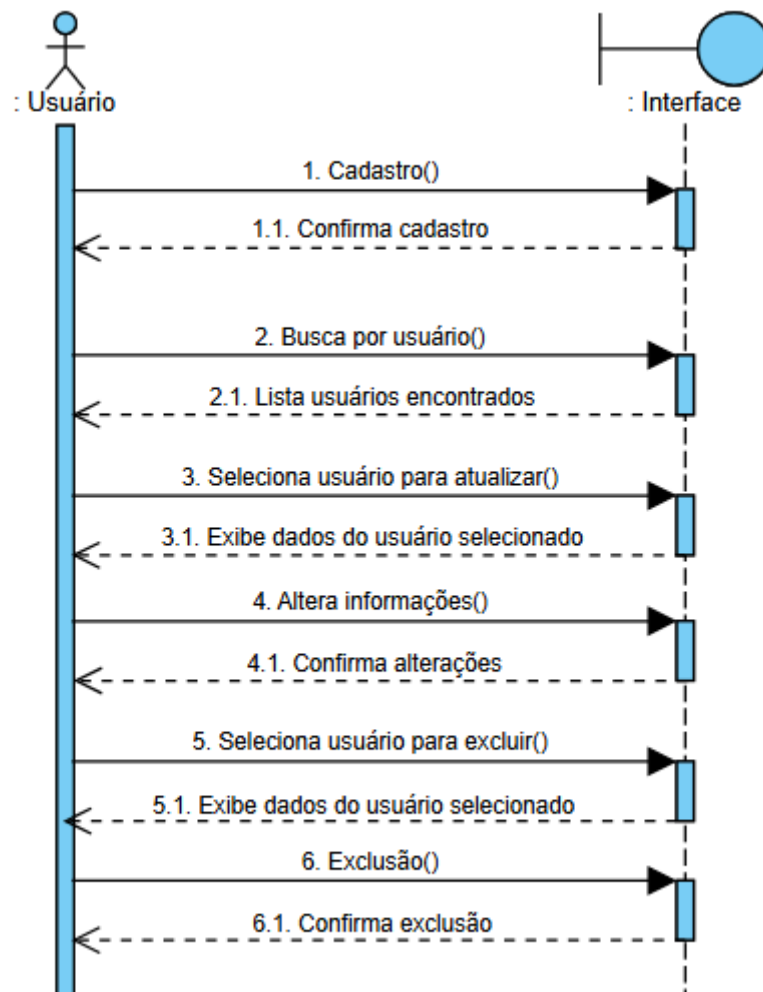 : Usuário
: Interface
1. Cadastro()
1.1. Confirma cadastro
2. Busca por usuário()
2.1. Lista usuários encontrados
3. Seleciona usuário para atualizar()
3.1. Exibe dados do usuário selecionado
4. Altera informações()
4.1. Confirma alterações
5. Seleciona usuário para excluir()
5.1. Exibe dados do usuário selecionado
6. Exclusão()
6.1. Confirma exclusão